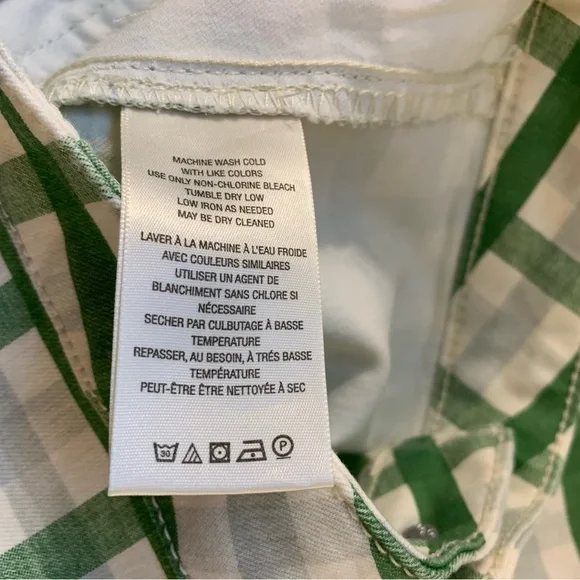 MACHINE WASH COLD
WITH LIKE COLORS
USE ONLY NON-CHLORINE BLEACH
TUMBLE DRY LOW
LOW IRON AS NEEDED
MAY BE DRY CLEANED
LAVER À LA MACHINE À L'EAU FROIDE
AVEC COULEURS SIMILAIRES
UTILISER UN AGENT DE
BLANCHIMENT SANS CHLORE SI
NÉCESSAIRE
SECHER PAR CULBUTAGE À BASSE
TEMPERATURE
REPASSER, AU BESOIN, À TRÉS BASSE
TEMPÉRATURE
PEUT-ÊTRE ÊTRE NETTOYÉE À SEC
30 P